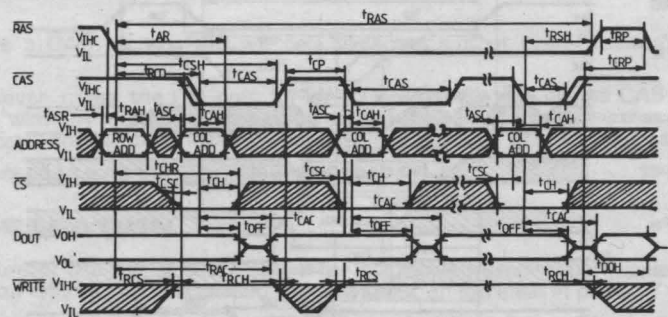 RAS VIHC VIL tAR tRAS tRSH tRP
tCSH tCRP
CAS VIHC VIL tRCD tCAS tCP tCAS tCAS
tASR tRAH tASC tCAH tASC tCAH tASC tCAH
ADDRESS VIH VIL ROW ADD COL ADD COL ADD COL ADD
tCHR
CS VIH VIL tCSC tCH tCSC tCH tCSC tCH
tCAC tCAC tCAC
tOFF tOFF tOFF
DOUT VOH VOL tRAC tDOH
WRITE VIHC VIL tRCS tRCH tRCS tRCH